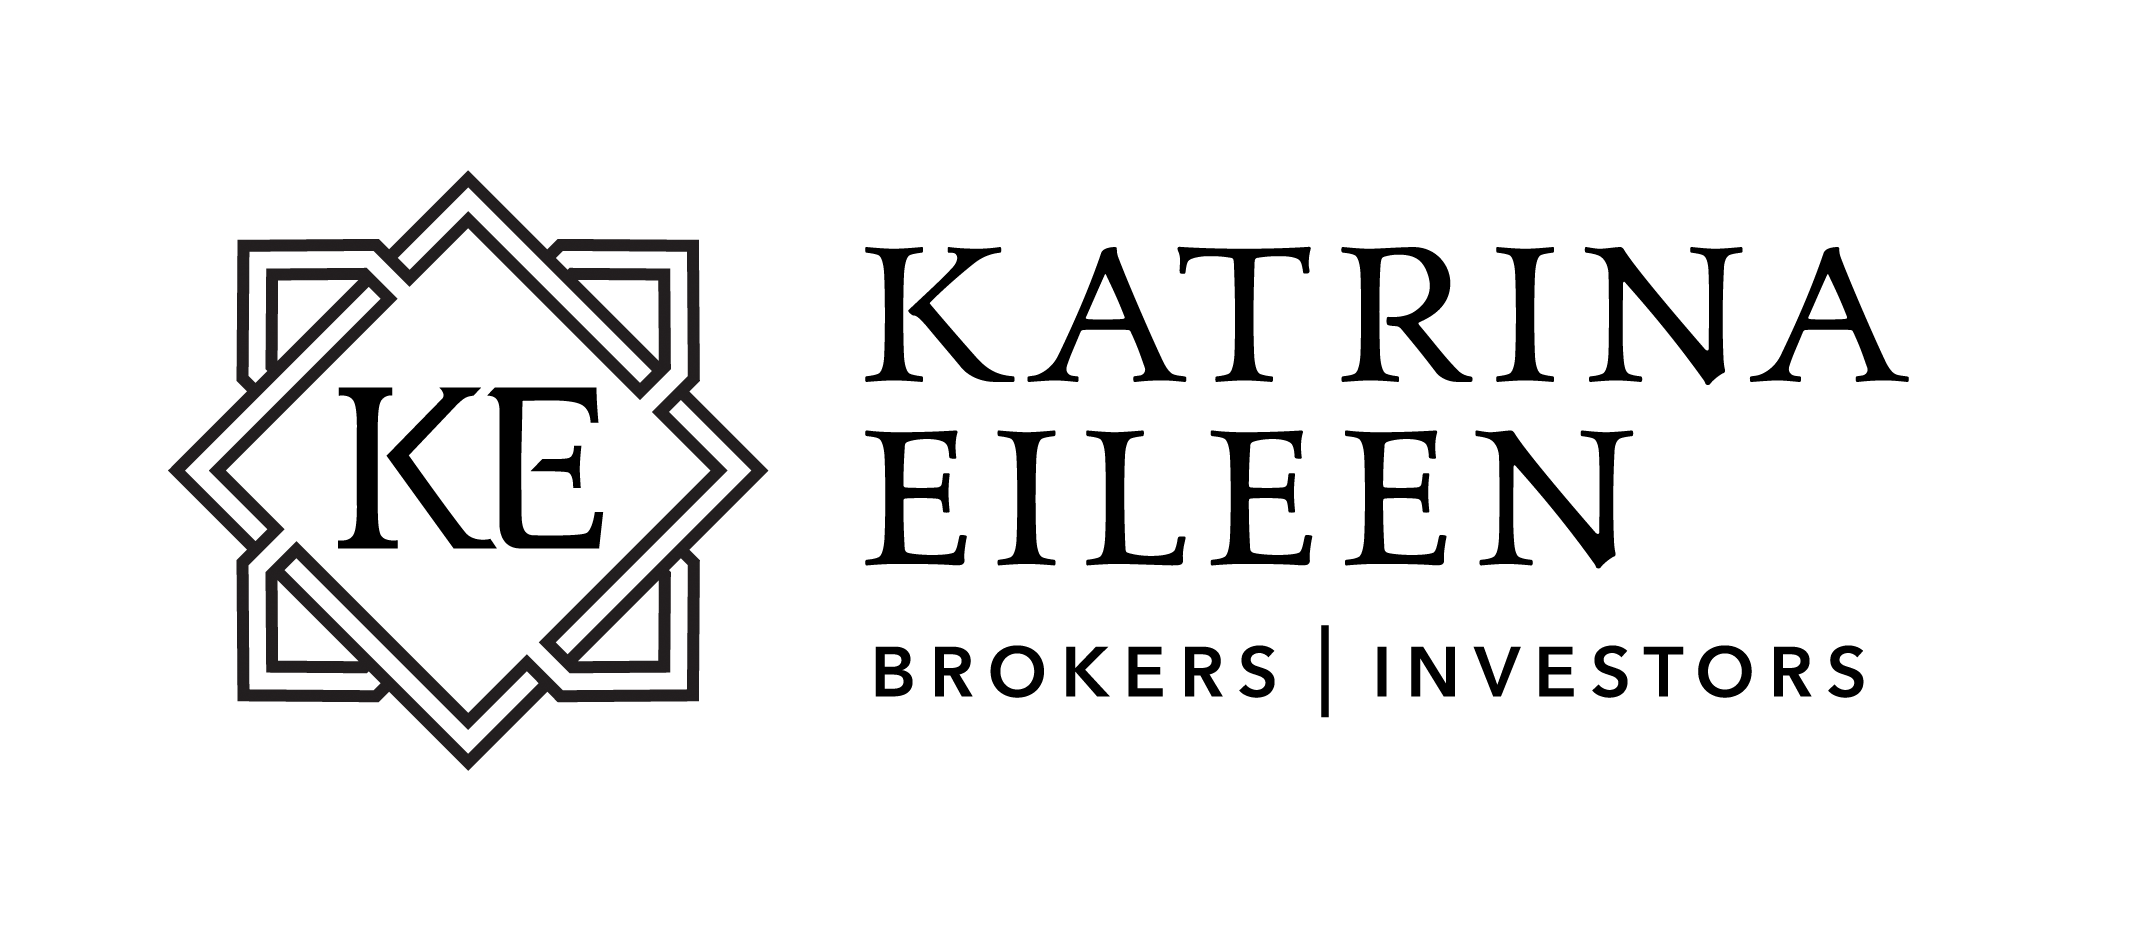 KE
KATRINA
EILEEN
BROKERS | INVESTORS